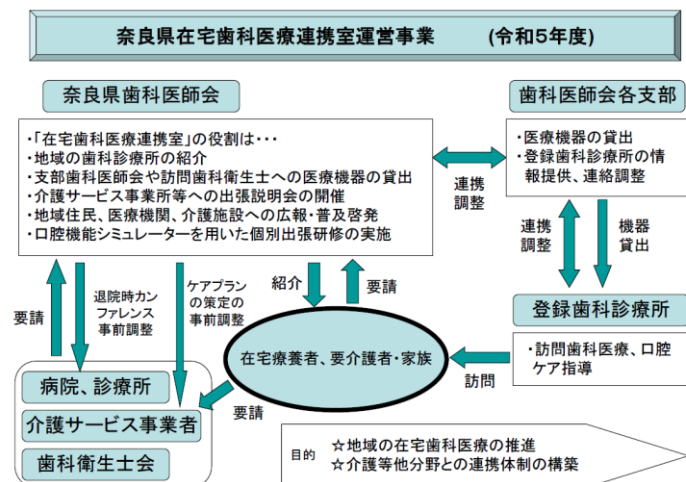 奈良県在宅歯科医療連携室運営事業　　(令和5年度)
奈良県歯科医師会
・「在宅歯科医療連携室」の役割は・・・
・地域の歯科診療所の紹介
・支部歯科医師会や訪問歯科衛生士への医療機器の貸出
・介護サービス事業所等への出張説明会の開催
・地域住民、医療機関、介護施設への広報・普及啓発
・口腔機能シミュレーターを用いた個別出張研修の実施
連携
調整
歯科医師会各支部
・医療機器の貸出
・登録歯科診療所の情
報提供、連絡調整
連携
調整
機器
貸出
登録歯科診療所
・訪問歯科医療、口腔
ケア指導
要請
退院時カン
ファレンス
事前調整
ケアプラン
の策定の
事前調整
紹介
要請
在宅療養者、要介護者・家族
訪問
要請
病院、診療所
介護サービス事業者
歯科衛生士会
目的　☆地域の在宅歯科医療の推進
☆介護等他分野との連携体制の構築